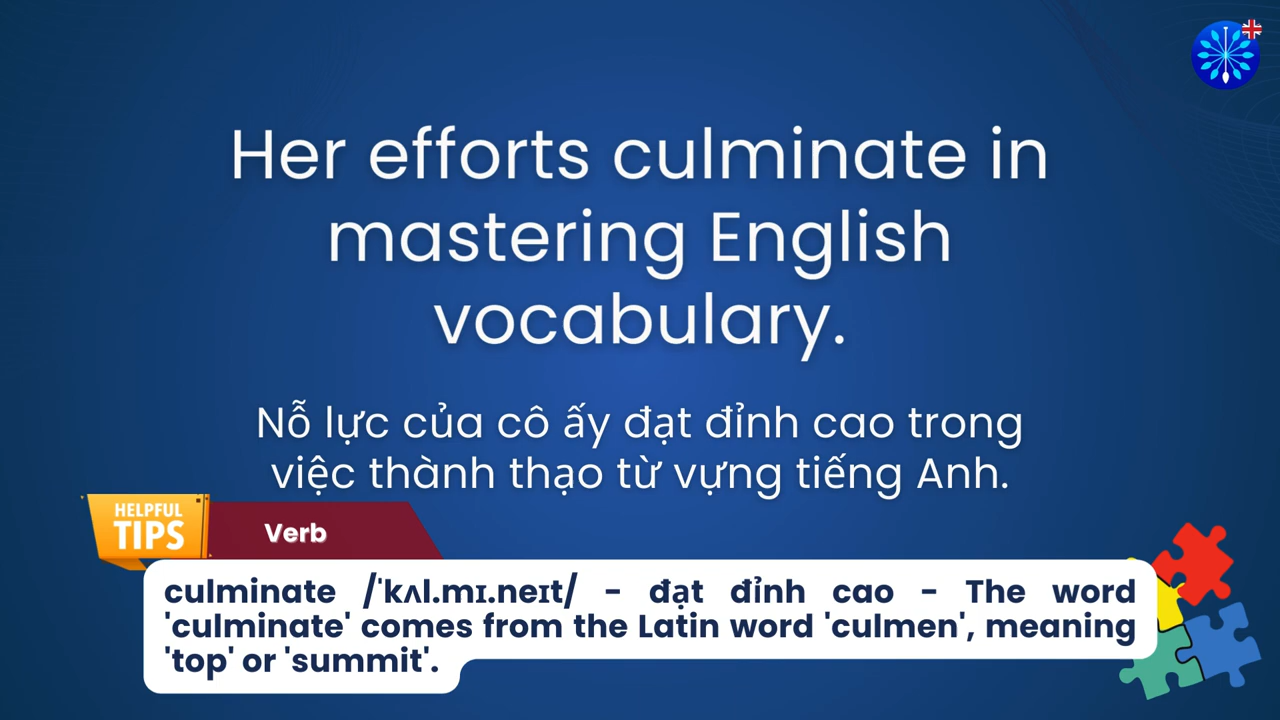 Her efforts culminate in
mastering English
vocabulary.
Nỗ lực của cô ấy đạt đỉnh cao trong
việc thành thạo từ vựng tiếng Anh.
HELPFUL
TIPS
Verb
culminate /ˈkʌl.mɪ.neɪt/ - đạt đỉnh cao - The word
'culminate' comes from the Latin word 'culmen', meaning
'top' or 'summit'.